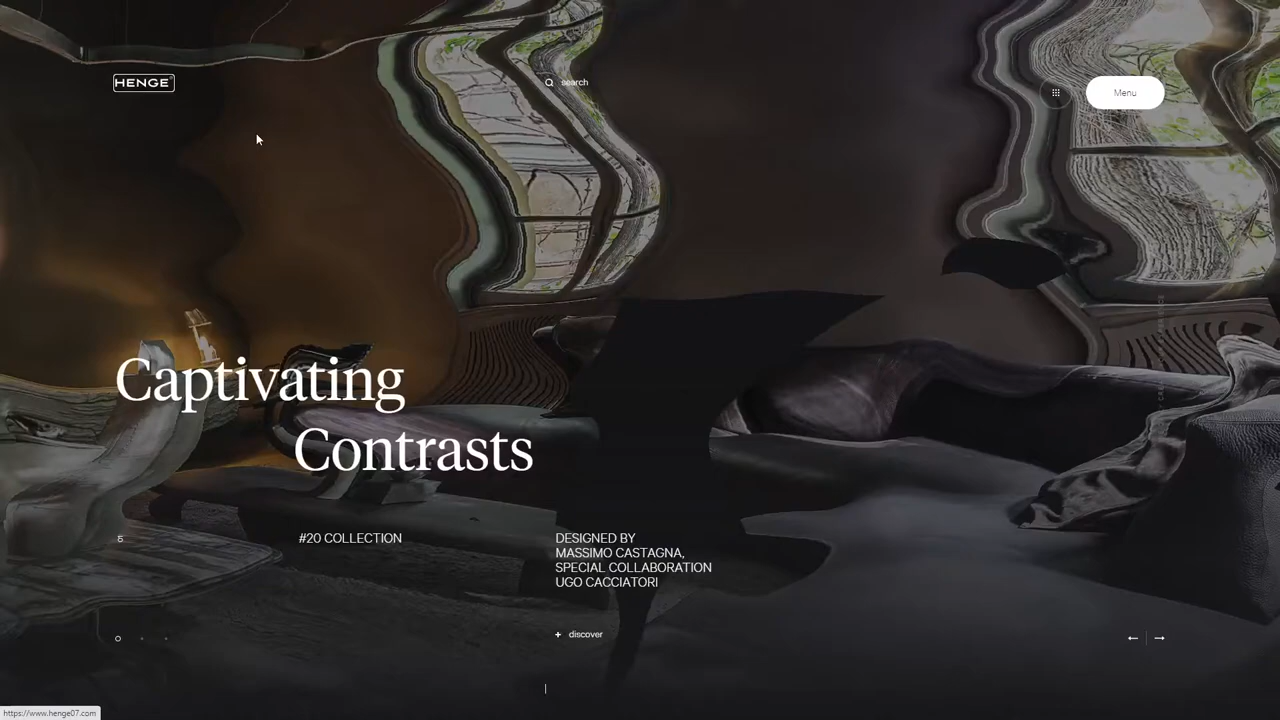 HENGE
search
Menu
Captivating
Contrasts
5
#20 COLLECTION
DESIGNED BY
MASSIMO CASTAGNA,
SPECIAL COLLABORATION
UGO CACCIATORI
+ discover
https://www.henge07.com